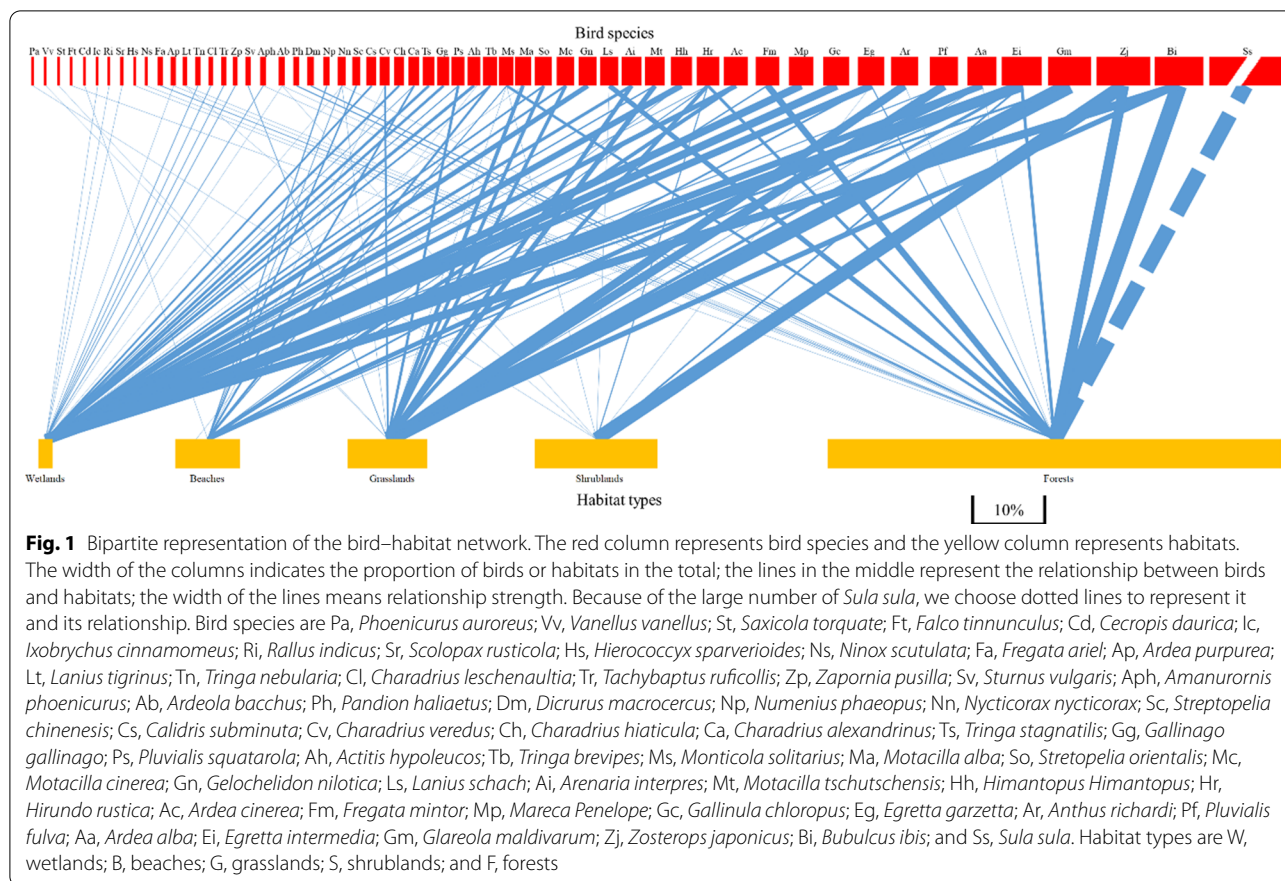 Bird species
Pa Vv St Ft Cd Ic Ri Sr Hs Ns Fa Ap Lt Tn Cl Tr Zp Sv Aph Ab Ph Dm Np Nn Sc Cs Cv Ch Ca Ts Gg Ps Ah Tb Ms Ma So Mc Gn Ls Ai Mt Hh Hr Ac Fm Mp Gc Eg Ar Pf Aa Ei Gm Zj Bi Ss
Wetlands Beaches Grasslands Shrublands Forests
Habitat types
10%
Fig. 1 Bipartite representation of the bird–habitat network. The red column represents bird species and the yellow column represents habitats.
The width of the columns indicates the proportion of birds or habitats in the total; the lines in the middle represent the relationship between birds
and habitats; the width of the lines means relationship strength. Because of the large number of Sula sula, we choose dotted lines to represent it
and its relationship. Bird species are Pa, Phoenicurus auroreus; Vv, Vanellus vanellus; St, Saxicola torquate; Ft, Falco tinnunculus; Cd, Cecropis daurica; Ic,
Ixobrychus cinnamomeus; Ri, Rallus indicus; Sr, Scolopax rusticola; Hs, Hierococcyx sparverioides; Ns, Ninox scutulata; Fa, Fregata ariel; Ap, Ardea purpurea;
Lt, Lanius tigrinus; Tn, Tringa nebularia; Cl, Charadrius leschenaultia; Tr, Tachybaptus ruficollis; Zp, Zapornia pusilla; Sv, Sturnus vulgaris; Aph, Amanurornis
phoenicurus; Ab, Ardeola bacchus; Ph, Pandion haliaetus; Dm, Dicrurus macrocercus; Np, Numenius phaeopus; Nn, Nycticorax nycticorax; Sc, Streptopelia
chinenesis; Cs, Calidris subminuta; Cv, Charadrius veredus; Ch, Charadrius hiaticula; Ca, Charadrius alexandrinus; Ts, Tringa stagnatilis; Gg, Gallinago
gallinago; Ps, Pluvialis squatarola; Ah, Actitis hypoleucos; Tb, Tringa brevipes; Ms, Monticola solitarius; Ma, Motacilla alba; So, Stretopelia orientalis; Mc,
Motacilla cinerea; Gn, Gelochelidon nilotica; Ls, Lanius schach; Ai, Arenaria interpres; Mt, Motacilla tschutschensis; Hh, Himantopus Himantopus; Hr,
Hirundo rustica; Ac, Ardea cinerea; Fm, Fregata mintor; Mp, Mareca Penelope; Gc, Gallinula chloropus; Eg, Egretta garzetta; Ar, Anthus richardi; Pf, Pluvialis
fulva; Aa, Ardea alba; Ei, Egretta intermedia; Gm, Glareola maldivarum; Zj, Zosterops japonicus; Bi, Bubulcus ibis; and Ss, Sula sula. Habitat types are W,
wetlands; B, beaches; G, grasslands; S, shrublands; and F, forests